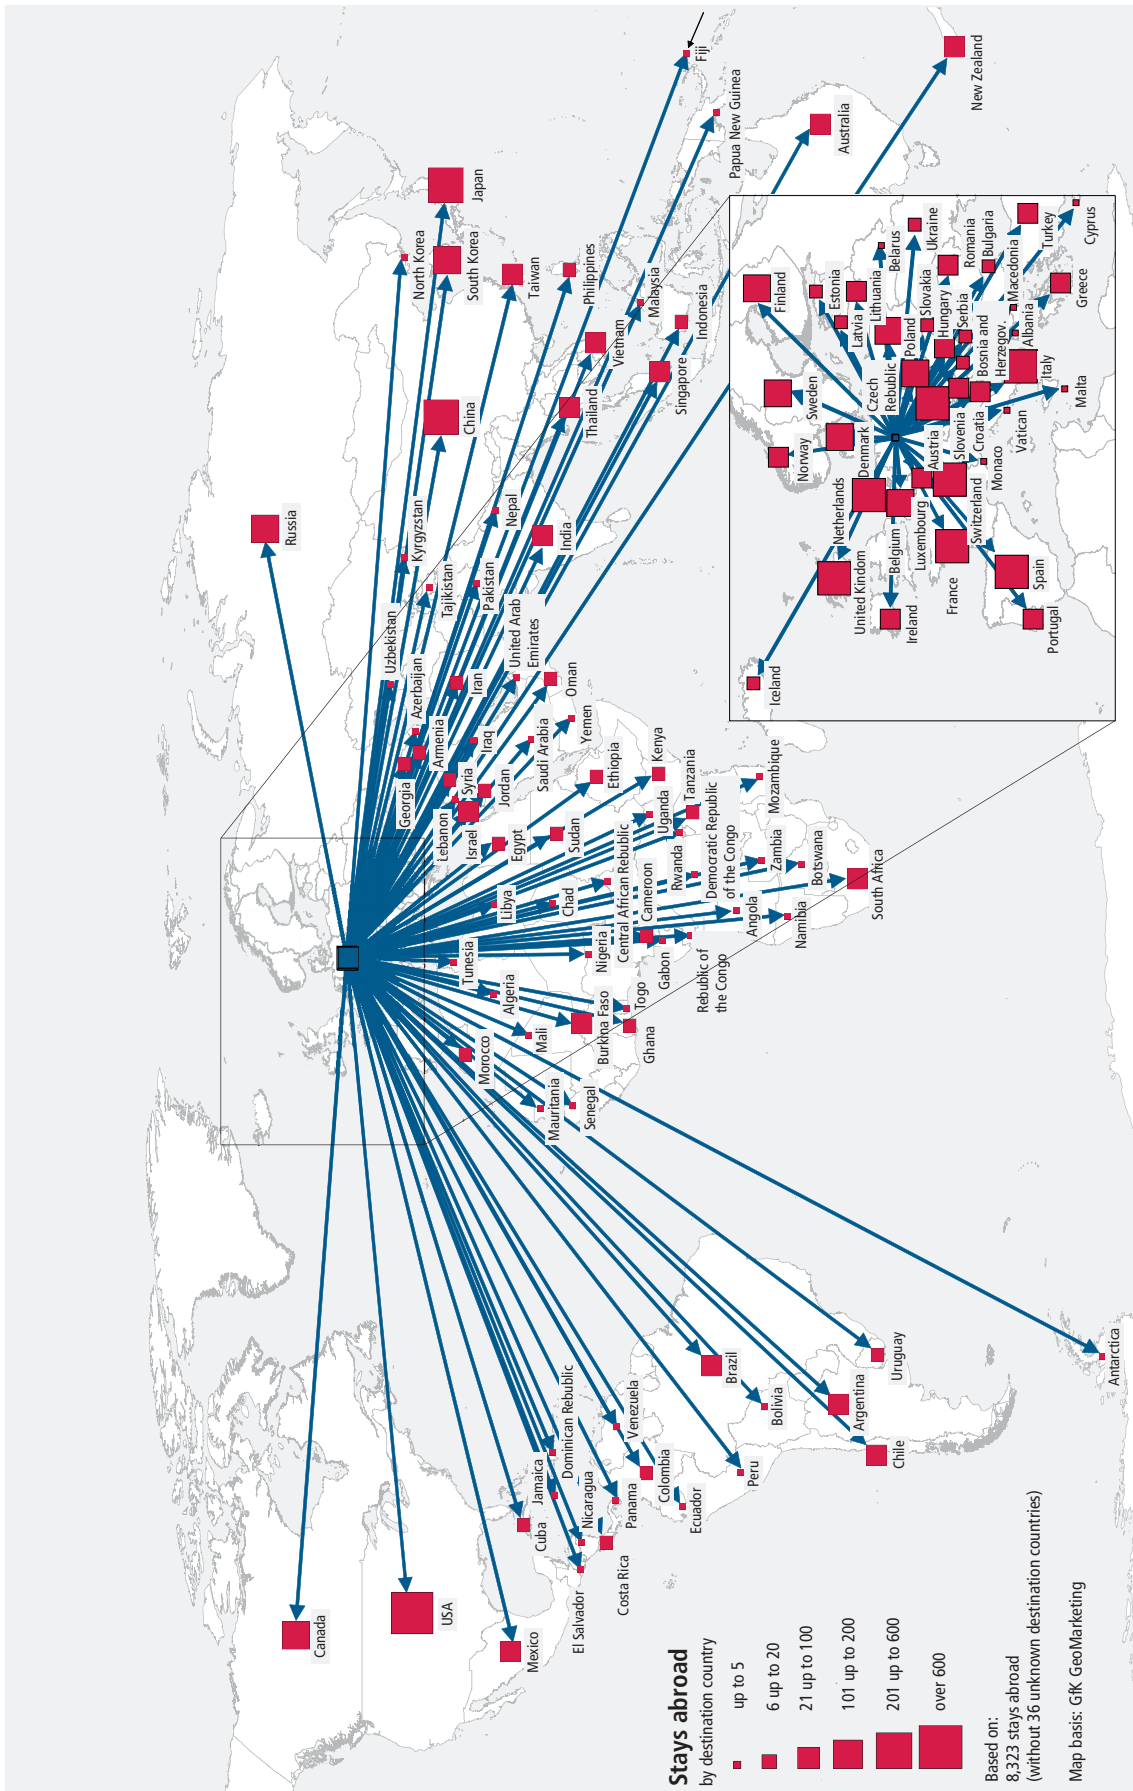 Canada
USA
Mexico
El Salvador
Costa Rica
Nicaragua
Cuba
Jamaica
Dominican Republic
Panama
Venezuela
Colombia
Ecuador
Peru
Brazil
Bolivia
Argentina
Chile
Uruguay
Antarctica
Morocco
Algeria
Tunesia
Libya
Egypt
Mali
Mauritania
Senegal
Burkina Faso
Ghana
Togo
Nigeria
Chad
Sudan
Central African Republic
Cameroon
Gabon
Rebublic of
the Congo
Democratic Republic
of the Congo
Rwanda
Uganda
Tanzania
Kenya
Ethiopia
Angola
Zambia
Namibia
Botswana
Mozambique
South Africa
Russia
Georgia
Azerbaijan
Armenia
Lebanon
Syria
Israel
Jordan
Iraq
Iran
Saudi Arabia
Yemen
Oman
United Arab
Emirates
Uzbekistan
Kyrgyzstan
Tajikistan
Pakistan
Nepal
India
China
North Korea
South Korea
Japan
Taiwan
Philippines
Thailand
Vietnam
Malaysia
Singapore
Indonesia
Papua New Guinea
Fiji
Australia
New Zealand
Iceland
Norway
Sweden
Finland
Denmark
Estonia
Latvia
Lithuania
Belarus
Ukraine
Poland
Czech
Rebublic
Slovakia
Hungary
Romania
Bulgaria
Serbia
Macedonia
Bosnia and
Herzegov.
Albania
Turkey
Cyprus
Greece
Italy
Malta
Vatican
Croatia
Slovenia
Austria
Monaco
Switzerland
Luxembourg
Belgium
Netherlands
United Kindom
Ireland
France
Spain
Portugal
Stays abroad
by destination country
up to 5
6 up to 20
21 up to 100
101 up to 200
201 up to 600
over 600
Based on:
8,323 stays abroad
(without 36 unknown destination countries)
Map basis: GfK GeoMarketing